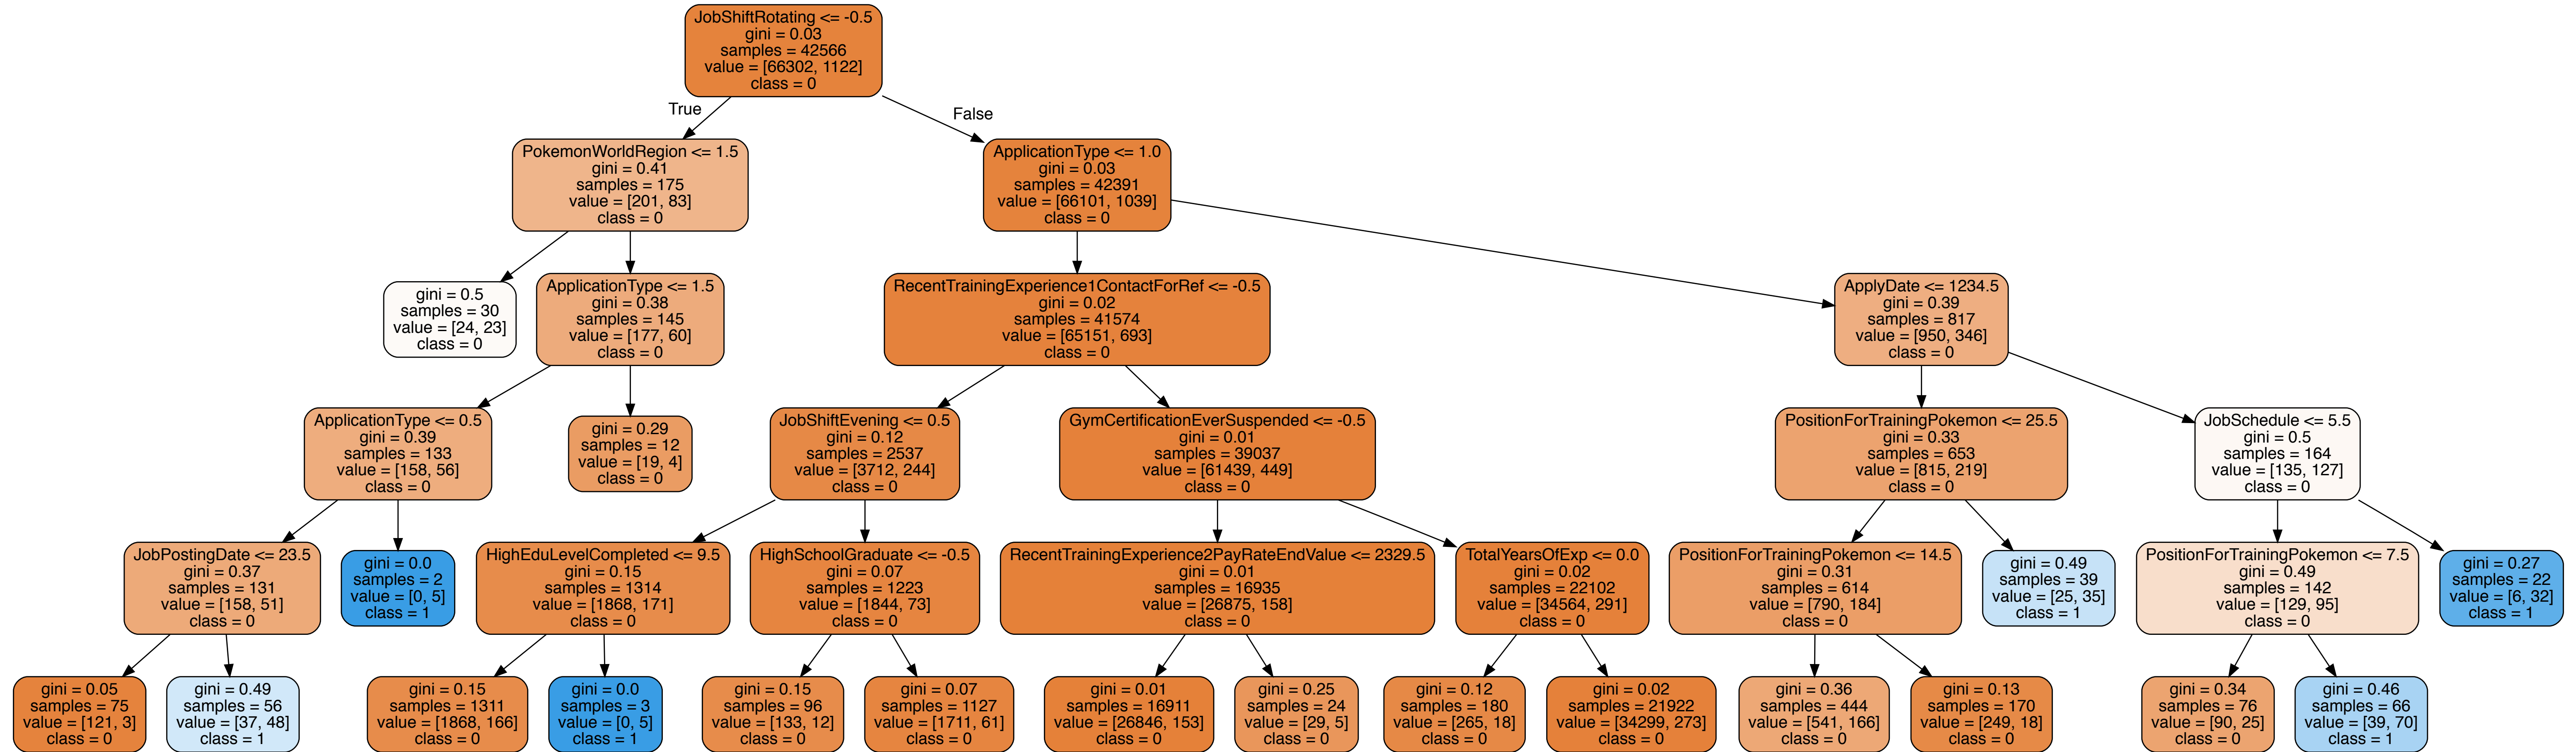 JobShiftRotating <= -0.5
gini = 0.03
samples = 42566
value = [66302, 1122]
class = 0
True
False
PokemonWorldRegion <= 1.5
gini = 0.41
samples = 175
value = [201, 83]
class = 0
ApplicationType <= 1.0
gini = 0.03
samples = 42391
value = [66101, 1039]
class = 0
gini = 0.5
samples = 30
value = [24, 23]
class = 0
ApplicationType <= 1.5
gini = 0.38
samples = 145
value = [177, 60]
class = 0
RecentTrainingExperience1ContactForRef <= -0.5
gini = 0.02
samples = 41574
value = [65151, 693]
class = 0
ApplyDate <= 1234.5
gini = 0.39
samples = 817
value = [950, 346]
class = 0
ApplicationType <= 0.5
gini = 0.39
samples = 133
value = [158, 56]
class = 0
gini = 0.29
samples = 12
value = [19, 4]
class = 0
JobShiftEvening <= 0.5
gini = 0.12
samples = 2537
value = [3712, 244]
class = 0
GymCertificationEverSuspended <= -0.5
gini = 0.01
samples = 39037
value = [61439, 449]
class = 0
PositionForTrainingPokemon <= 25.5
gini = 0.33
samples = 653
value = [815, 219]
class = 0
JobSchedule <= 5.5
gini = 0.5
samples = 164
value = [135, 127]
class = 0
JobPostingDate <= 23.5
gini = 0.37
samples = 131
value = [158, 51]
class = 0
gini = 0.0
samples = 2
value = [0, 5]
class = 1
HighEduLevelCompleted <= 9.5
gini = 0.15
samples = 1314
value = [1868, 171]
class = 0
HighSchoolGraduate <= -0.5
gini = 0.07
samples = 1223
value = [1844, 73]
class = 0
RecentTrainingExperience2PayRateEndValue <= 2329.5
gini = 0.01
samples = 16935
value = [26875, 158]
class = 0
TotalYearsOfExp <= 0.0
gini = 0.02
samples = 22102
value = [34564, 291]
class = 0
PositionForTrainingPokemon <= 14.5
gini = 0.31
samples = 614
value = [790, 184]
class = 0
gini = 0.49
samples = 39
value = [25, 35]
class = 1
PositionForTrainingPokemon <= 7.5
gini = 0.49
samples = 142
value = [129, 95]
class = 0
gini = 0.27
samples = 22
value = [6, 32]
class = 1
gini = 0.05
samples = 75
value = [121, 3]
class = 0
gini = 0.49
samples = 56
value = [37, 48]
class = 1
gini = 0.15
samples = 1311
value = [1868, 166]
class = 0
gini = 0.0
samples = 3
value = [0, 5]
class = 1
gini = 0.15
samples = 96
value = [133, 12]
class = 0
gini = 0.07
samples = 1127
value = [1711, 61]
class = 0
gini = 0.01
samples = 16911
value = [26846, 153]
class = 0
gini = 0.25
samples = 24
value = [29, 5]
class = 0
gini = 0.12
samples = 180
value = [265, 18]
class = 0
gini = 0.02
samples = 21922
value = [34299, 273]
class = 0
gini = 0.36
samples = 444
value = [541, 166]
class = 0
gini = 0.13
samples = 170
value = [249, 18]
class = 0
gini = 0.34
samples = 76
value = [90, 25]
class = 0
gini = 0.46
samples = 66
value = [39, 70]
class = 1